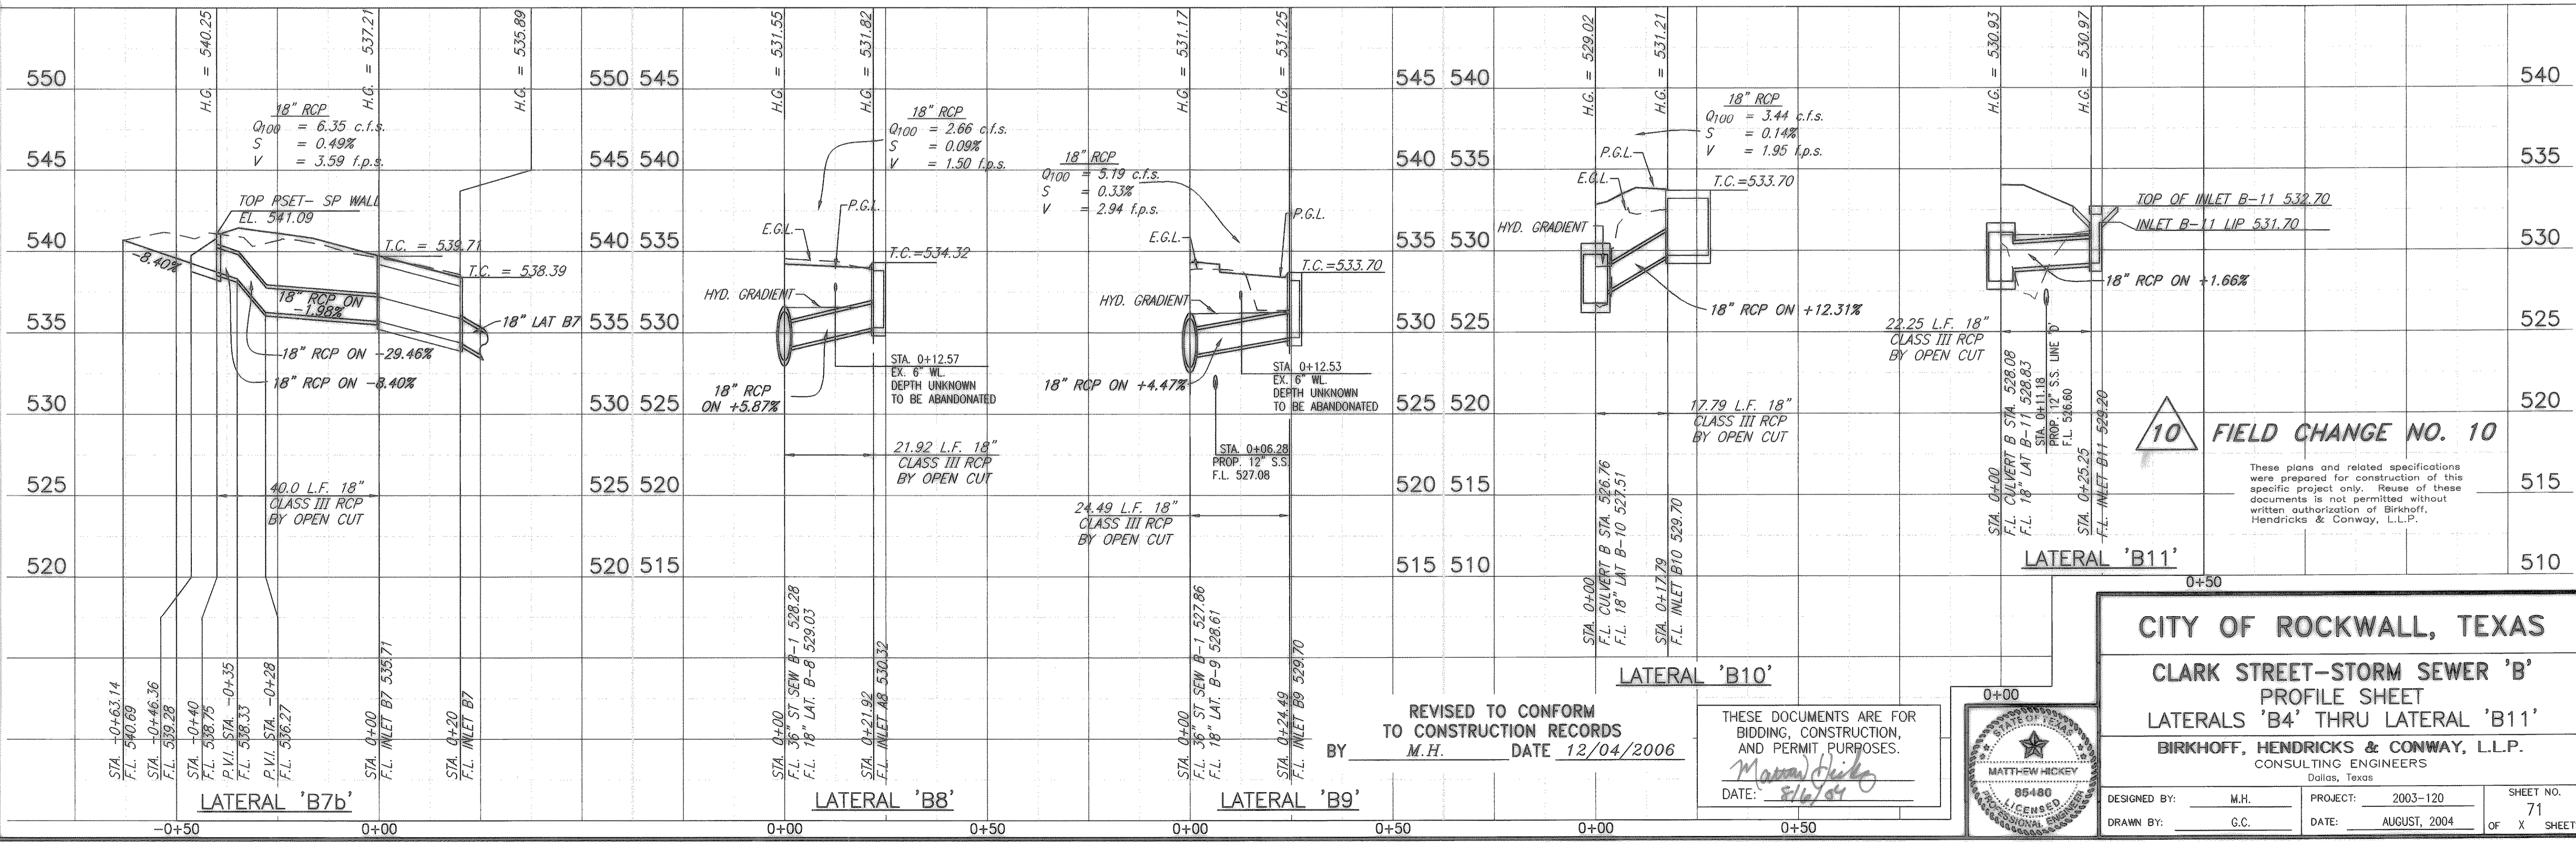 H.G. = 540.25
H.G. = 537.21
H.G. = 535.89
550
545
540
535
530
525
520
18" RCP
Q100 = 6.35 c.f.s.
S = 0.49%
V = 3.59 f.p.s.
TOP PSET- SP WALL
EL. 541.09
-8.40%
T.C. = 539.71
T.C. = 538.39
18" RCP ON
-1.98%
18" LAT B7
18" RCP ON -29.46%
18" RCP ON -8.40%
40.0 L.F. 18"
CLASS III RCP
BY OPEN CUT
STA. -0+63.14
F.L. 540.69
STA. -0+46.36
F.L. 539.28
STA. -0+40
F.L. 538.75
P.V.I. STA. -0+35
F.L. 538.33
P.V.I. STA. -0+28
F.L. 536.27
STA. 0+00
F.L. INLET B7 535.71
STA. 0+20
F.L. INLET B7
LATERAL 'B7b'
-0+50
0+00
550 545
545 540
540 535
535 530
530 525
525 520
520 515
H.G. = 531.55
H.G. = 531.82
18" RCP
Q100 = 2.66 c.f.s.
S = 0.09%
V = 1.50 f.p.s.
P.G.L.
E.G.L.
T.C.=534.32
HYD. GRADIENT
18" RCP
ON +5.87%
STA. 0+12.57
EX. 6" WL.
DEPTH UNKNOWN
TO BE ABANDONATED
21.92 L.F. 18"
CLASS III RCP
BY OPEN CUT
STA. 0+00
F.L. 36" ST SEW B-1 528.28
F.L. 18" LAT. B-8 529.03
STA. 0+21.92
F.L. INLET A8 530.32
LATERAL 'B8'
0+00
0+50
H.G. = 531.17
H.G. = 531.25
18" RCP
Q100 = 5.19 c.f.s.
S = 0.33%
V = 2.94 f.p.s.
E.G.L.
P.G.L.
T.C.=533.70
HYD. GRADIENT
18" RCP ON +4.47%
STA. 0+12.53
EX. 6" WL.
DEPTH UNKNOWN
TO BE ABANDONATED
STA. 0+06.28
PROP. 12" S.S.
F.L. 527.08
24.49 L.F. 18"
CLASS III RCP
BY OPEN CUT
STA. 0+00
F.L. 36" ST SEW B-1 527.86
F.L. 18" LAT. B-9 528.61
STA. 0+24.49
F.L. INLET B9 529.70
LATERAL 'B9'
0+00
0+50
545 540
540 535
535 530
530 525
525 520
520 515
515 510
H.G. = 529.02
H.G. = 531.21
18" RCP
Q100 = 3.44 c.f.s.
S = 0.14%
V = 1.95 f.p.s.
P.G.L.
E.G.L.
T.C.=533.70
HYD. GRADIENT
18" RCP ON +12.31%
17.79 L.F. 18"
CLASS III RCP
BY OPEN CUT
STA. 0+00
F.L. CULVERT B STA. 526.76
F.L. 18" LAT B-10 527.51
STA. 0+17.79
F.L. INLET B10 529.70
LATERAL 'B10'
0+00
0+50
H.G. = 530.93
H.G. = 530.97
TOP OF INLET B-11 532.70
INLET B-11 LIP 531.70
18" RCP ON +1.66%
22.25 L.F. 18"
CLASS III RCP
BY OPEN CUT
STA. 0+00
F.L. CULVERT B STA. 528.08
F.L. 18" LAT B-11 528.83
STA. 0+11.18
PROP. 12" S.S. LINE 'D'
F.L. 526.60
STA. 0+25.25
F.L. INLET B11 529.20
LATERAL 'B11'
0+00
0+50
540
535
530
525
520
515
510
10 FIELD CHANGE NO. 10
These plans and related specifications
were prepared for construction of this
specific project only. Reuse of these
documents is not permitted without
written authorization of Birkhoff,
Hendricks & Conway, L.L.P.
REVISED TO CONFORM
TO CONSTRUCTION RECORDS
BY M.H. DATE 12/04/2006
THESE DOCUMENTS ARE FOR
BIDDING, CONSTRUCTION,
AND PERMIT PURPOSES.
DATE: 8/6/04
STATE OF TEXAS
MATTHEW HICKEY
85480
LICENSED
PROFESSIONAL ENGINEER
CITY OF ROCKWALL, TEXAS
CLARK STREET-STORM SEWER 'B'
PROFILE SHEET
LATERALS 'B4' THRU LATERAL 'B11'
BIRKHOFF, HENDRICKS & CONWAY, L.L.P.
CONSULTING ENGINEERS
Dallas, Texas
DESIGNED BY: M.H. PROJECT: 2003-120 SHEET NO.
71
DRAWN BY: G.C. DATE: AUGUST, 2004 OF X SHEET